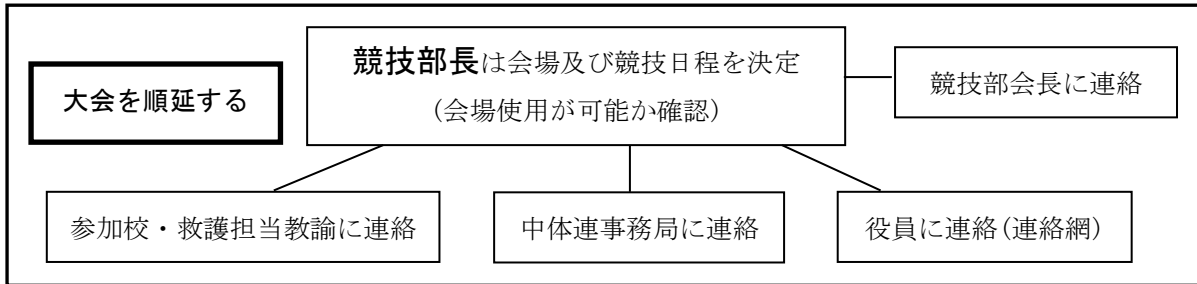 大会を順延する
競技部長は会場及び競技日程を決定
(会場使用が可能か確認)
競技部会長に連絡
参加校・救護担当教諭に連絡
中体連事務局に連絡
役員に連絡(連絡網)